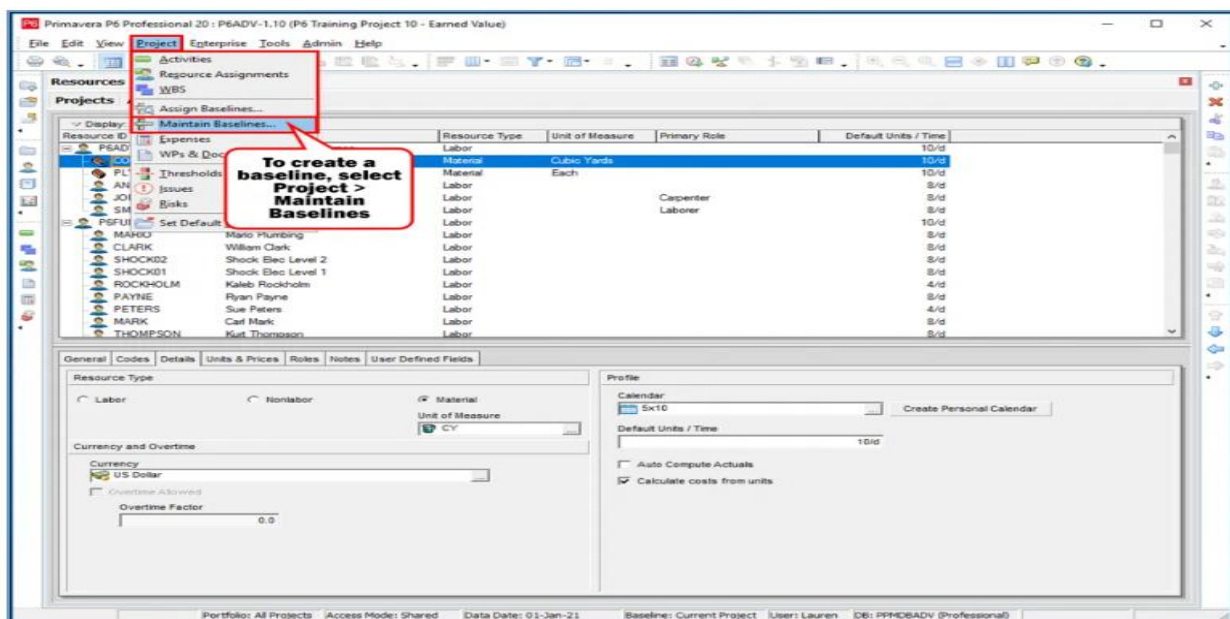 Primavera P6 Professional 20 : P6ADV-1.10 (P6 Training Project 10 - Earned Value)
File Edit View Project Enterprise Tools Admin Help
Activities
Resource Assignments
WBS
Assign Baselines...
Maintain Baselines...
Expenses
WPs & Doc
Thresholds
Issues
Risks
Set Default
To create a
baseline, select
Project >
Maintain
Baselines
Resources
Projects
Display:
Resource ID Resource Type Unit of Measure Primary Role Default Units / Time
P6ADV Labor 10/d
Material Cubic Yards 10/d
PL Material Each 10/d
AN Labor 8/d
JO Labor Carpenter 8/d
SM Labor Laborer 8/d
P6FU Labor 10/d
MARIO Mario Plumbing Labor 8/d
CLARK William Clark Labor 8/d
SHOCK02 Shock Elec Level 2 Labor 8/d
SHOCK01 Shock Elec Level 1 Labor 8/d
ROCKHOLM Kaleb Rockholm Labor 4/d
PAYNE Ryan Payne Labor 8/d
PETERS Sue Peters Labor 4/d
MARK Carl Mark Labor 8/d
THOMPSON Kurt Thompson Labor 8/d
General Codes Details Units & Prices Roles Notes User Defined Fields
Resource Type
Labor Nonlabor Material
Unit of Measure
CY
Currency and Overtime
Currency
US Dollar
Overtime Allowed
Overtime Factor
0.0
Profile
Calendar
5x10 Create Personal Calendar
Default Units / Time
10/d
Auto Compute Actuals
Calculate costs from units
Portfolio: All Projects Access Mode: Shared Data Date: 01-Jan-21 Baseline: Current Project User: Lauren DB: PPMDBADV (Professional)